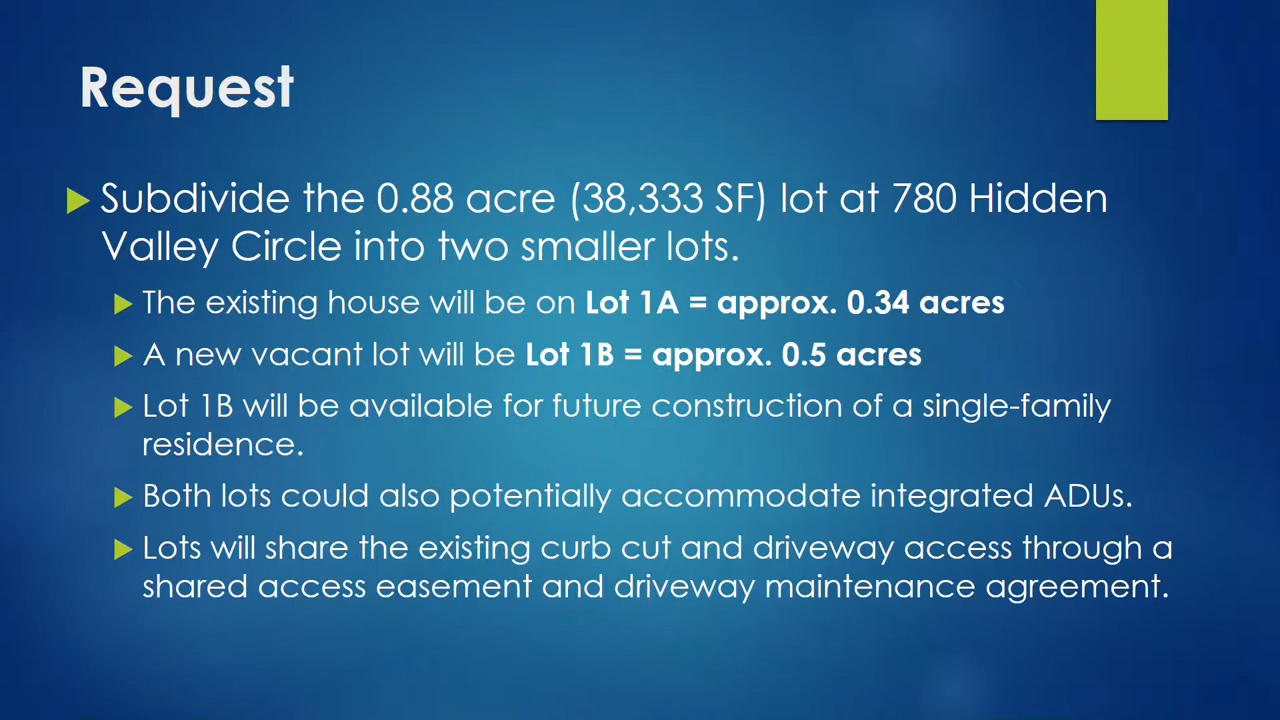 Request
Subdivide the 0.88 acre (38,333 SF) lot at 780 Hidden
Valley Circle into two smaller lots.
The existing house will be on Lot 1A = approx. 0.34 acres
A new vacant lot will be Lot 1B = approx. 0.5 acres
Lot 1B will be available for future construction of a single-family
residence.
Both lots could also potentially accommodate integrated ADUs.
Lots will share the existing curb cut and driveway access through a
shared access easement and driveway maintenance agreement.